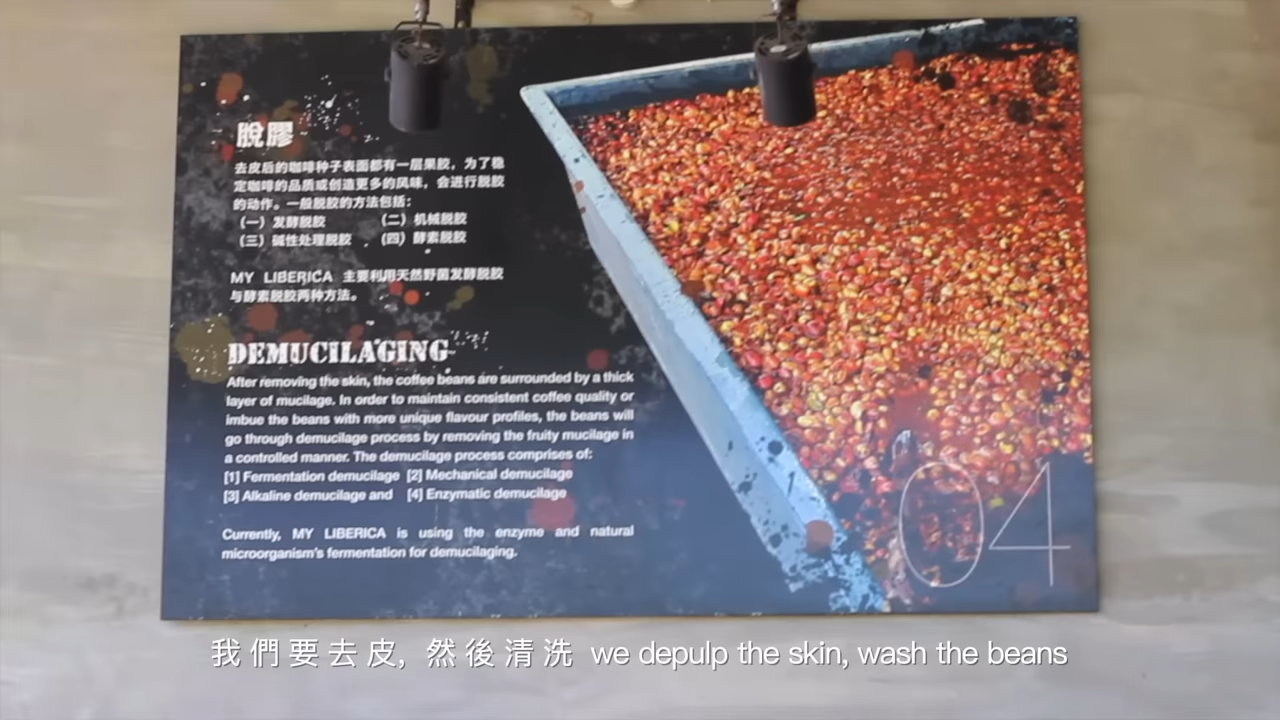 脫膠
去皮后的咖啡种子表面都有一层果胶，为了稳
定咖啡的品质或创造更多的风味，会进行脱胶
的动作。一般脱胶的方法包括：
（一）发酵脱胶 （二）机械脱胶
（三）碱性处理脱胶 （四）酵素脱胶
MY LIBERICA 主要利用天然野菌发酵脱胶
与酵素脱胶两种方法。
DEMUCILAGING
After removing the skin, the coffee beans are surrounded by a thick
layer of mucilage. In order to maintain consistent coffee quality or
imbue the beans with more unique flavour profiles, the beans will
go through demucilage process by removing the fruity mucilage in
a controlled manner. The demucilage process comprises of:
[1] Fermentation demucilage [2] Mechanical demucilage
[3] Alkaline demucilage and [4] Enzymatic demucilage
Currently, MY LIBERICA is using the enzyme and natural
microorganism's fermentation for demucilaging.
04
我們要去皮, 然後清洗 we depulp the skin, wash the beans